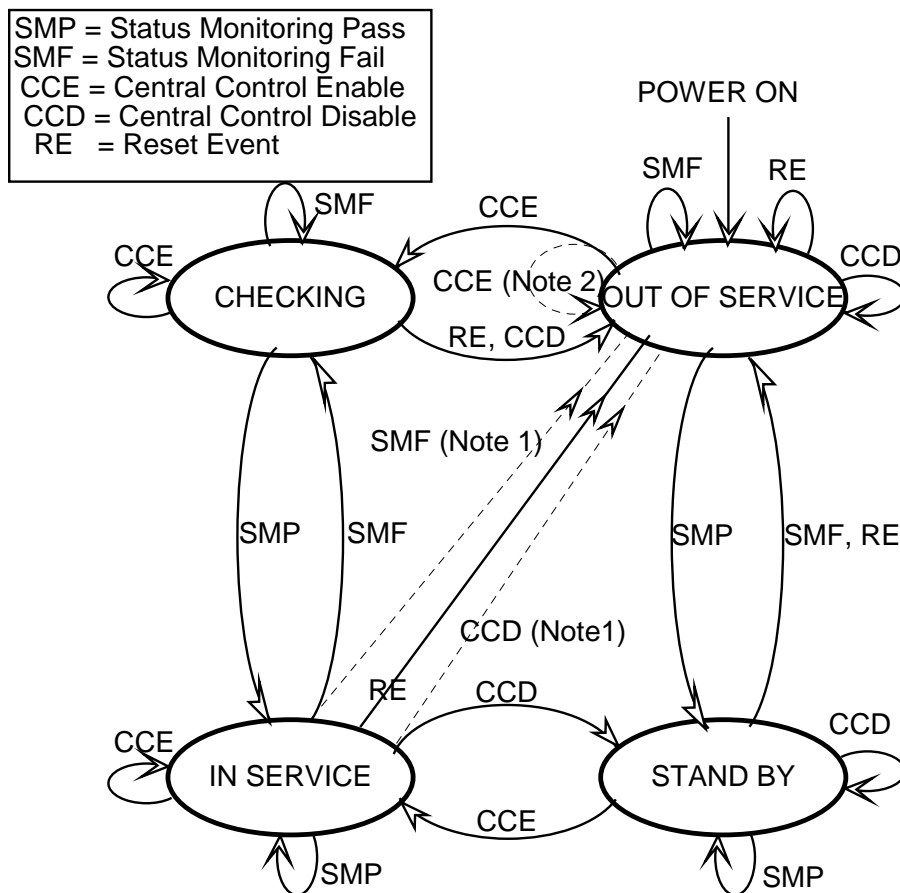 SMP = Status Monitoring Pass
SMF = Status Monitoring Fail
CCE = Central Control Enable
CCD = Central Control Disable
RE = Reset Event
POWER ON
SMF
SMF
RE
CCE
CCE
CCD
CHECKING
CCE (Note 2)
OUT OF SERVICE
RE, CCD
SMF (Note 1)
SMP
SMF
SMP
SMF, RE
CCD (Note1)
RE
CCD
CCE
CCD
IN SERVICE
STAND BY
CCE
SMP
SMP